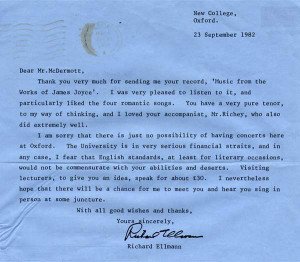 New College,
Oxford.
23 September 1982
Dear Mr.McDermott,
Thank you very much for sending me your record, 'Music from the
Works of James Joyce'. I was very pleased to listen to it, and
particularly liked the four romantic songs. You have a very pure tenor,
to my way of thinking, and I loved your accompanist, Mr.Richey, who also
did extremely well.
I am sorry that there is just no possibility of having concerts here
at Oxford. The University is in very serious financial straits, and in
any case, I fear that English standards, at least for literary occasions,
would not be commensurate with your abilities and deserts. Visiting
lecturers, to give you an idea, speak for about £30. I nevertheless
hope that there will be a chance for me to meet you and hear you sing in
person at some juncture.
With all good wishes and thanks,
Yours sincerely,
Richard Ellmann
Richard Ellmann